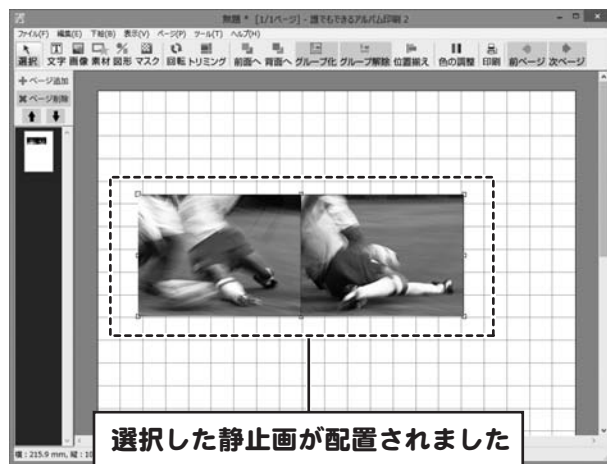 無題 * [1/1ページ] - 誰でもできるアルバム印刷 2
ファイル(F) 編集(E) 下絵(B) 表示(V) ページ(P) ツール(T) ヘルプ(H)
選択 文字 画像 素材 図形 マスク 回転 トリミング 前面へ 背面へ グループ化 グループ解除 位置揃え 色の調整 印刷 前ページ 次ページ
ページ追加
ページ削除
選択した静止画が配置されました
横 : 215.9 mm, 縦 : 10